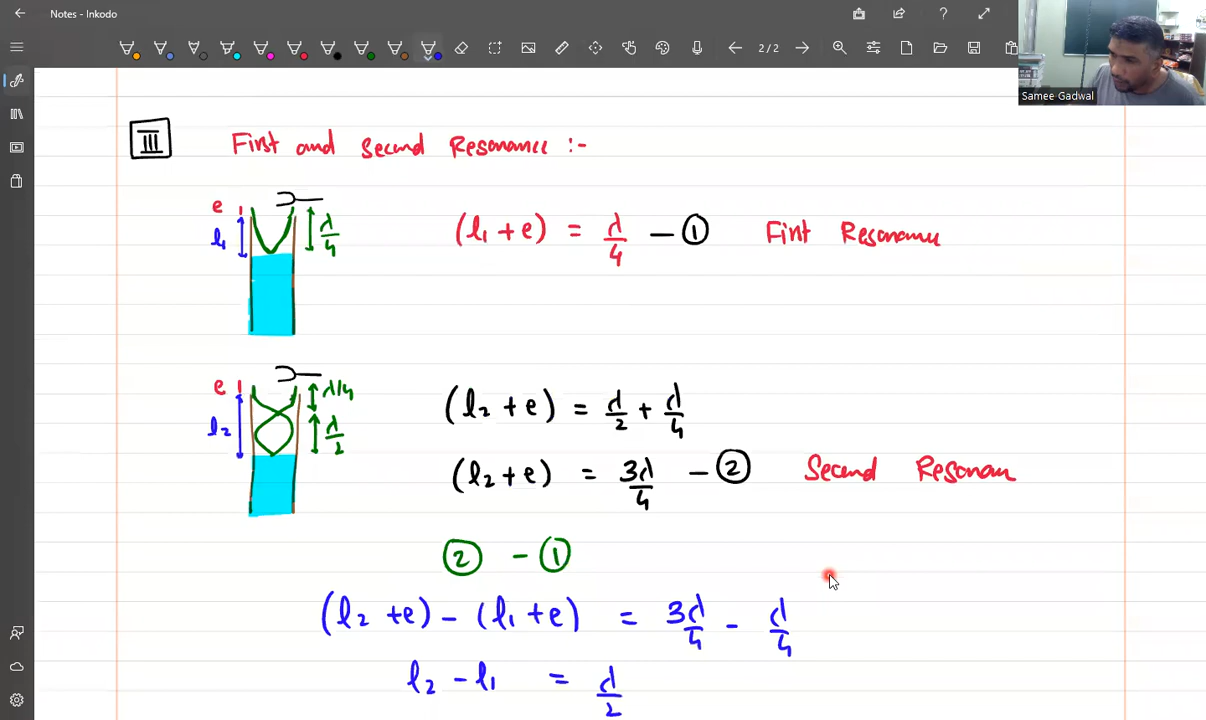 Notes - Inkodo
2/2
Samee Gadwal
III First and Second Resonance :-
e
l₁
λ/4
(l₁ + e) = λ/4 — ① First Resonance
e
l₂
λ/4
λ/2
(l₂ + e) = λ/2 + λ/4
(l₂ + e) = 3λ/4 - ② Second Resonan
② - ①
(l₂ + e) - (l₁ + e) = 3λ/4 - λ/4
l₂ - l₁ = λ/2